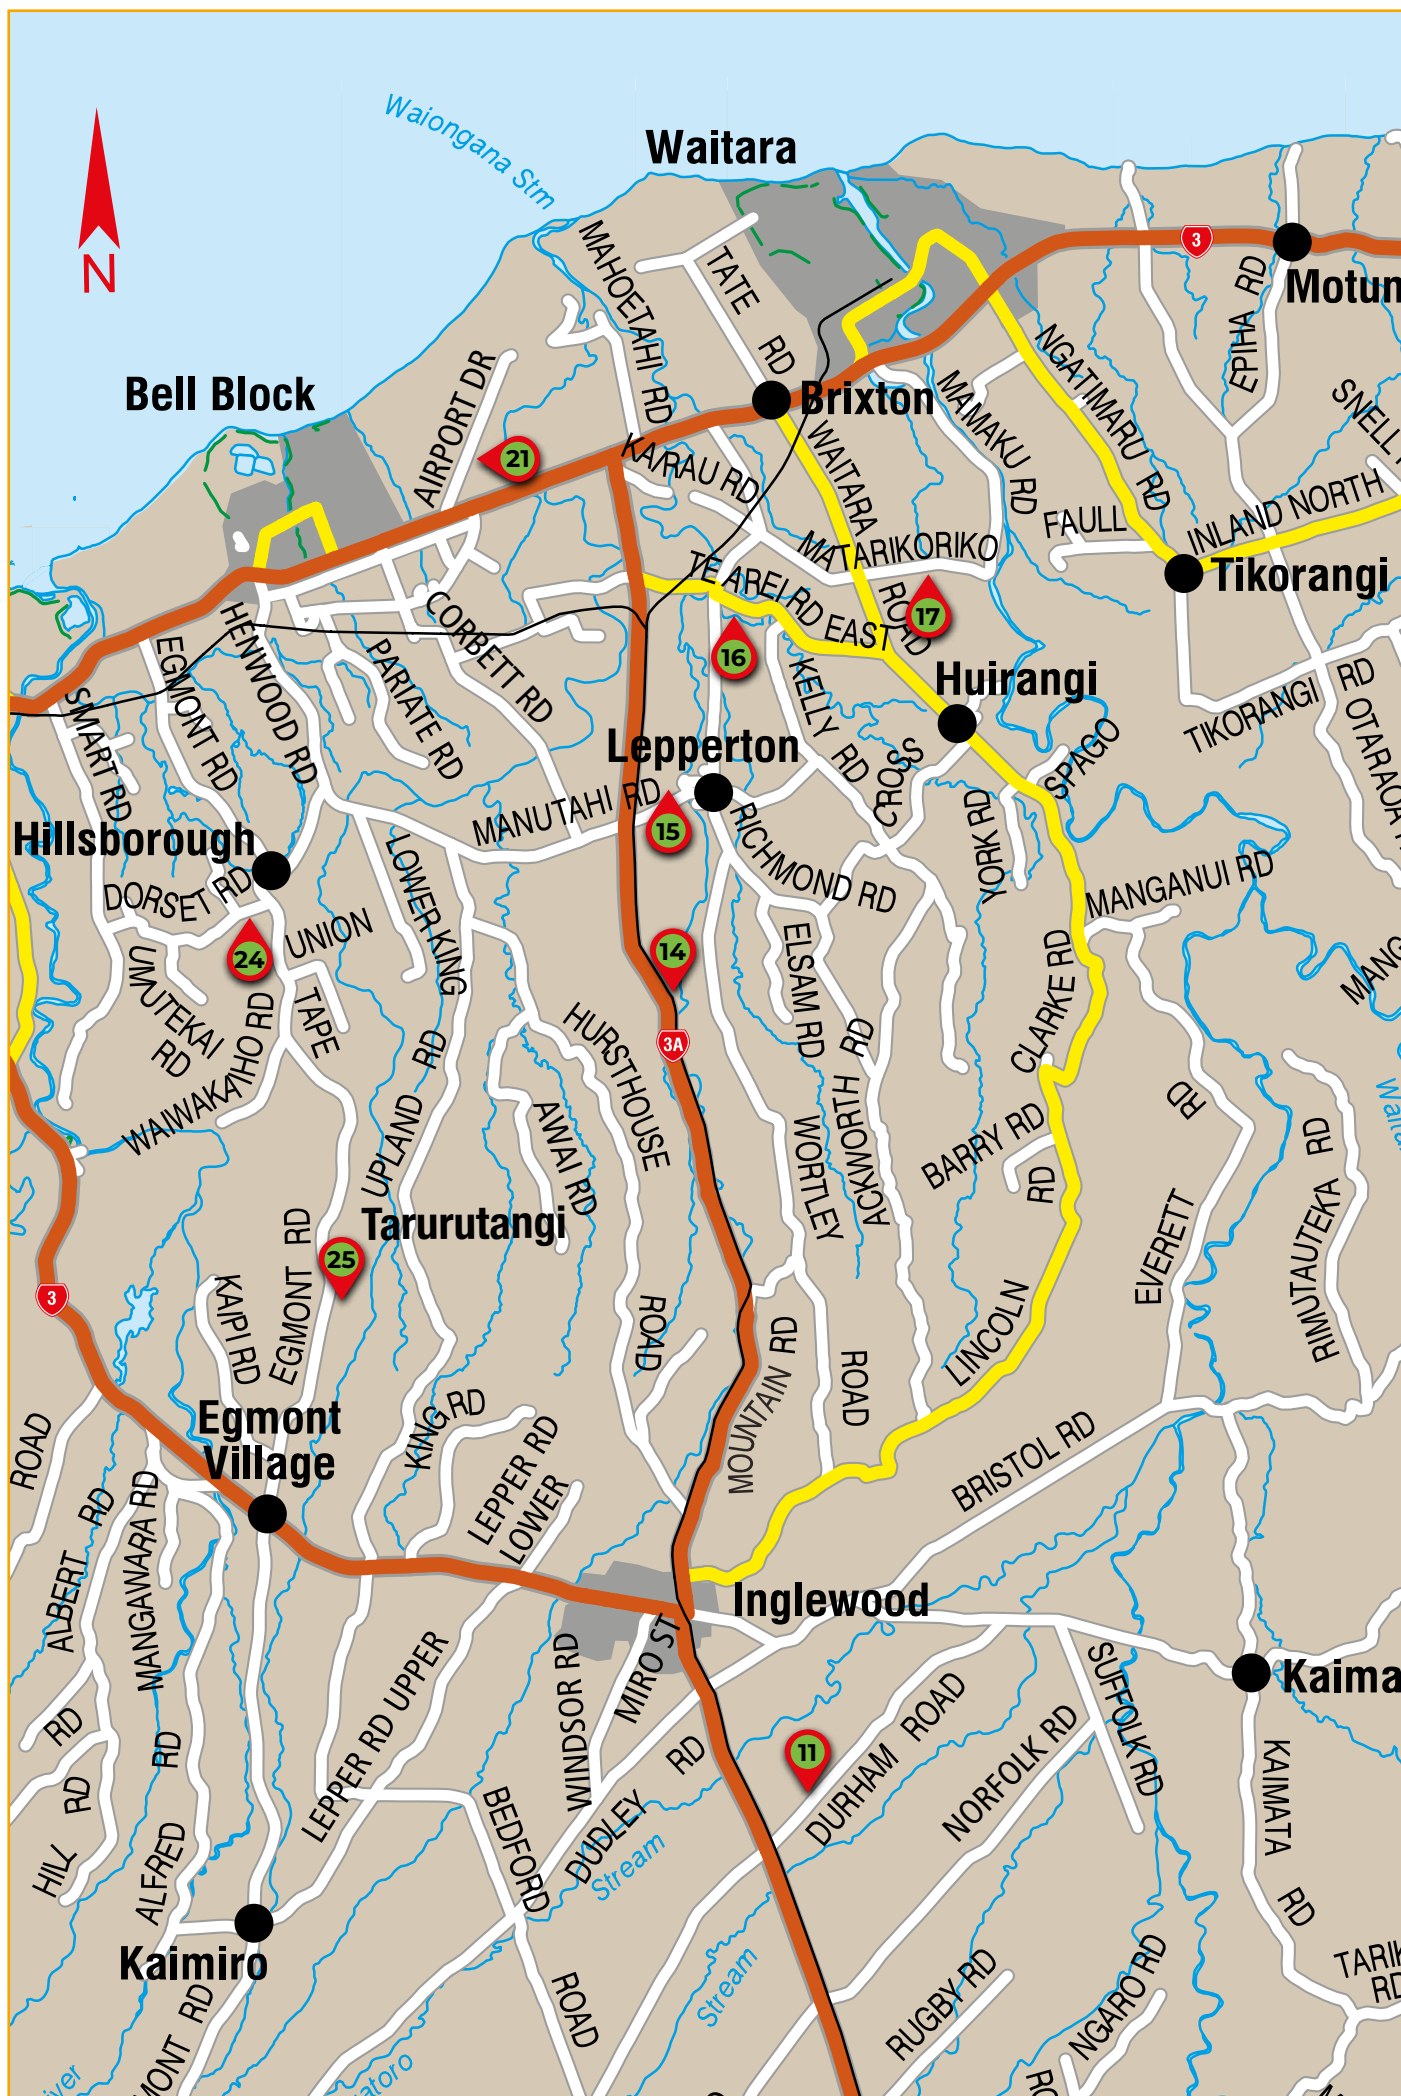 Waiongana Stm
Waitara
N
3
Motun
MAHOETAHI RD
TATE RD
EPIHA RD
NGATIMARU RD
SNELL
Bell Block
AIRPORT DR
Brixton
MAMAKU RD
21
KAIRAU RD
WAITARA ROAD
FAULL
INLAND NORTH
MATARIKORIKO
Tikorangi
TE AREI RD EAST
17
16
HENWOOD RD
CORBETT RD
EGMONT RD
PARIATE RD
SMART RD
KELLY RD
Huirangi
TIKORANGI RD
OTARAOA
Lepperton
CROSS
SPAGO
YORK RD
MANUTAHI RD
15
RICHMOND RD
Hillsborough
LOWER KING
DORSET RD
MANGANUI RD
24
UNION
14
ELSAM RD
CLARKE RD
MANG
UMUTEKAI
RD
TAPE
WAIWAKAIHO RD
HURSTHOUSE
3A
ACKWORTH RD
UPLAND RD
AWAI RD
WORTLEY
BARRY RD
RD
RD
RIMUTAUTEKA RD
EVERETT
Tarurutangi
25
EGMONT RD
KAIPI RD
3
ROAD
MOUNTAIN RD
ROAD
LINCOLN
Egmont
Village
KING RD
LEPPER RD
LOWER
BRISTOL RD
ROAD
ALBERT RD
MANGAWARA RD
Inglewood
MIRO ST
WINDSOR RD
LEPPER RD UPPER
SUFFOLK RD
Kaima
RD
HILL RD
ALFRED RD
11
DURHAM ROAD
NORFOLK RD
KAIMATA RD
BEDFORD
DUDLEY RD
Stream
Kaimiro
Stream
ROAD
RUGBY RD
NGARO RD
TARIK
RD
MONT RD
iver
atoro